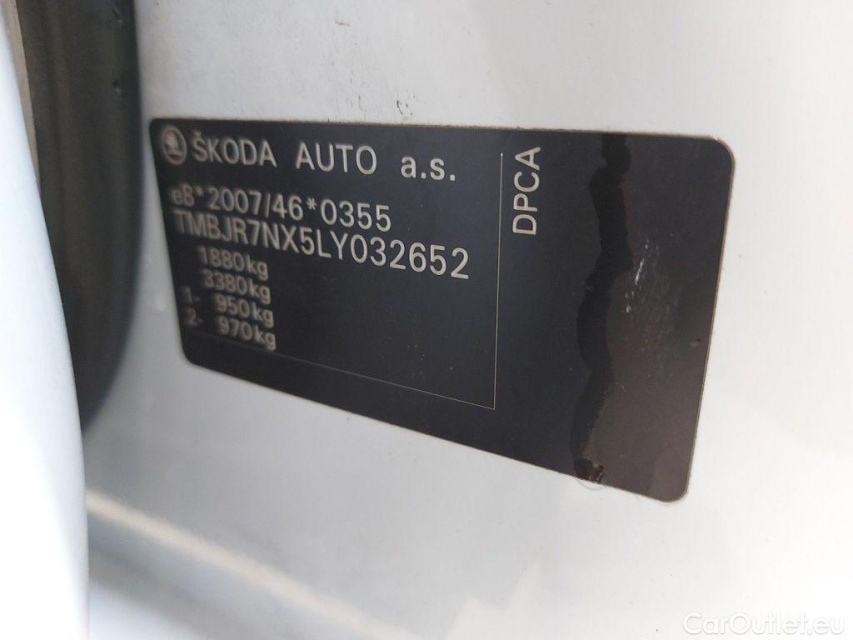 ŠKODA AUTO a.s.
e8*2007/46*0355
TMBJR7NX5LY032652
1880kg
3380kg
1- 950kg
2- 970kg
DPCA
CarOutlet.eu